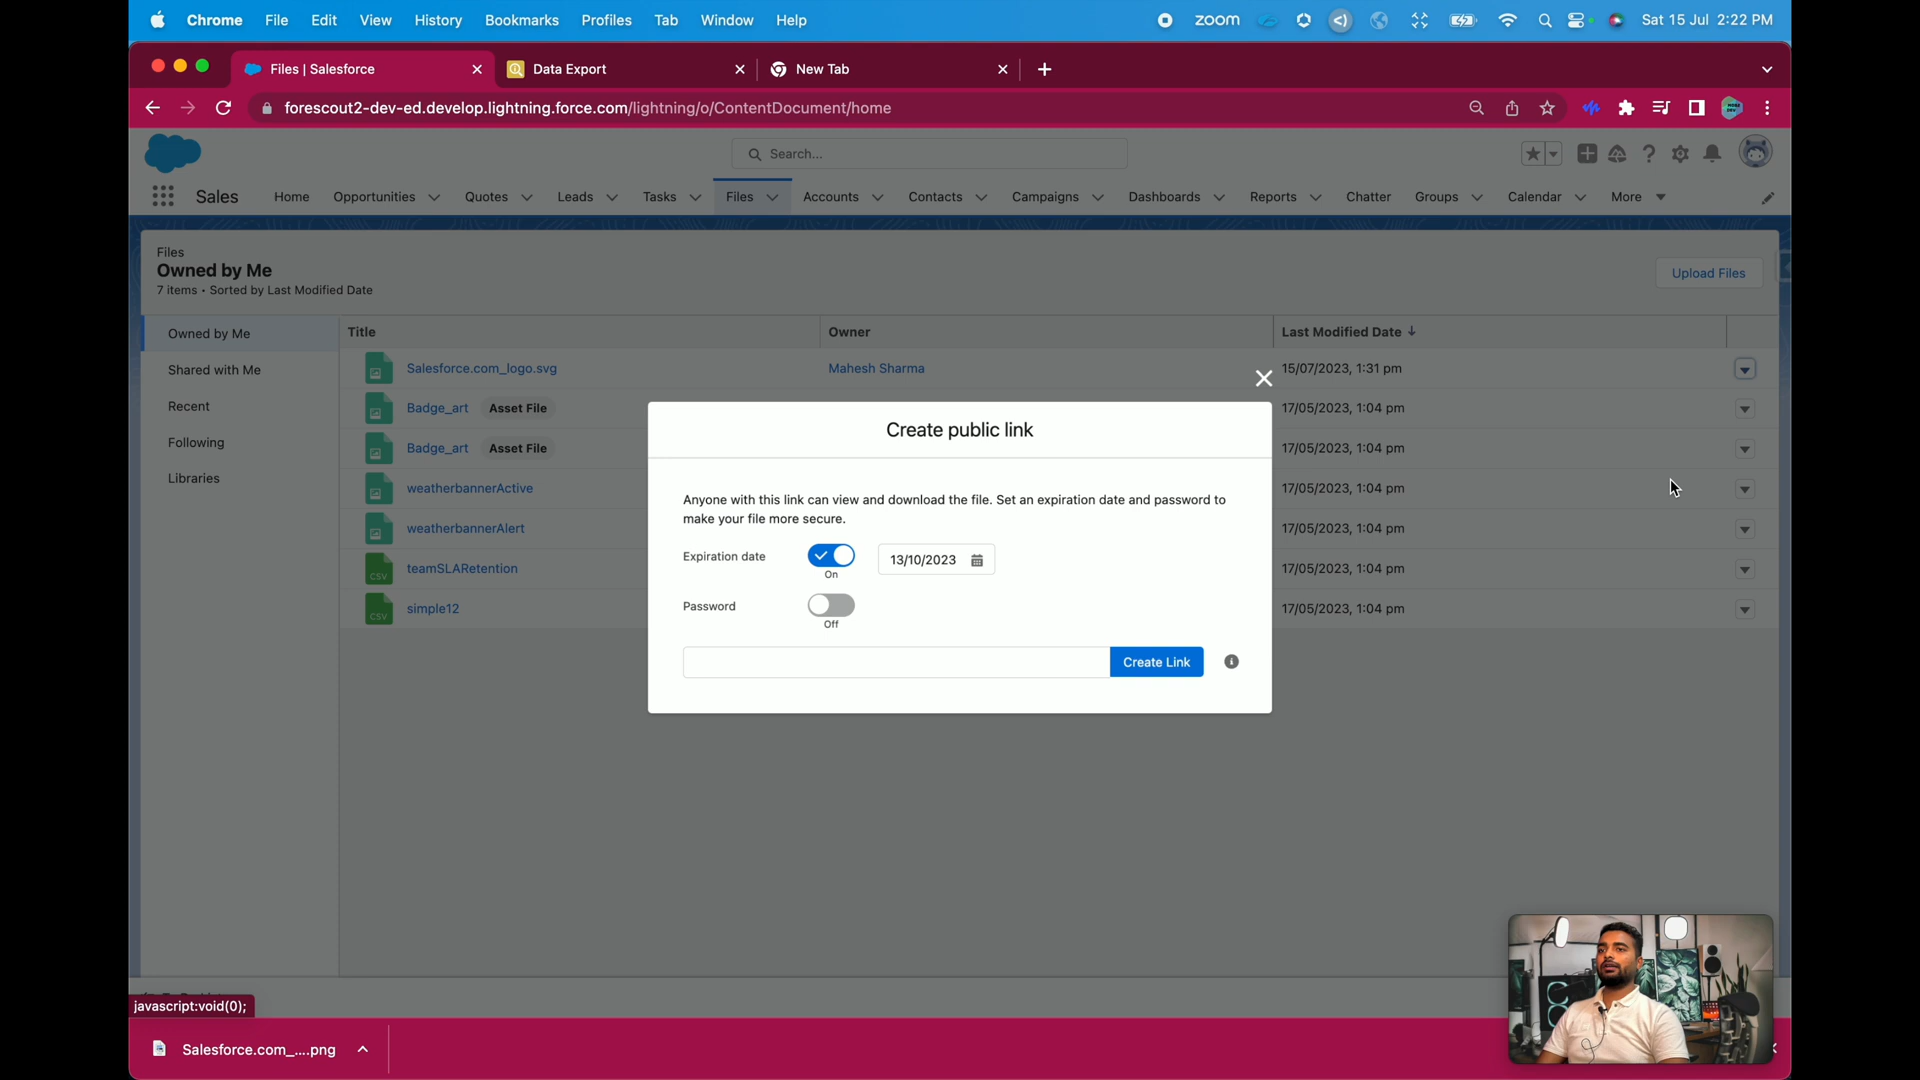 Chrome File Edit View History Bookmarks Profiles Tab Window Help zoom Sat 15 Jul 2:22 PM
Files | Salesforce Data Export New Tab
forescout2-dev-ed.develop.lightning.force.com/lightning/o/ContentDocument/home
Search...
Sales Home Opportunities Quotes Leads Tasks Files Accounts Contacts Campaigns Dashboards Reports Chatter Groups Calendar More
Files
Owned by Me
7 items • Sorted by Last Modified Date
Upload Files
Owned by Me
Shared with Me
Recent
Following
Libraries
Title Owner Last Modified Date
Salesforce.com_logo.svg Mahesh Sharma 15/07/2023, 1:31 pm
Badge_art Asset File 17/05/2023, 1:04 pm
Badge_art Asset File 17/05/2023, 1:04 pm
weatherbannerActive 17/05/2023, 1:04 pm
weatherbannerAlert 17/05/2023, 1:04 pm
CSV teamSLARetention 17/05/2023, 1:04 pm
CSV simple12 17/05/2023, 1:04 pm
Create public link
Anyone with this link can view and download the file. Set an expiration date and password to
make your file more secure.
Expiration date On 13/10/2023
Password Off
Create Link
javascript:void(0);
Salesforce.com_....png